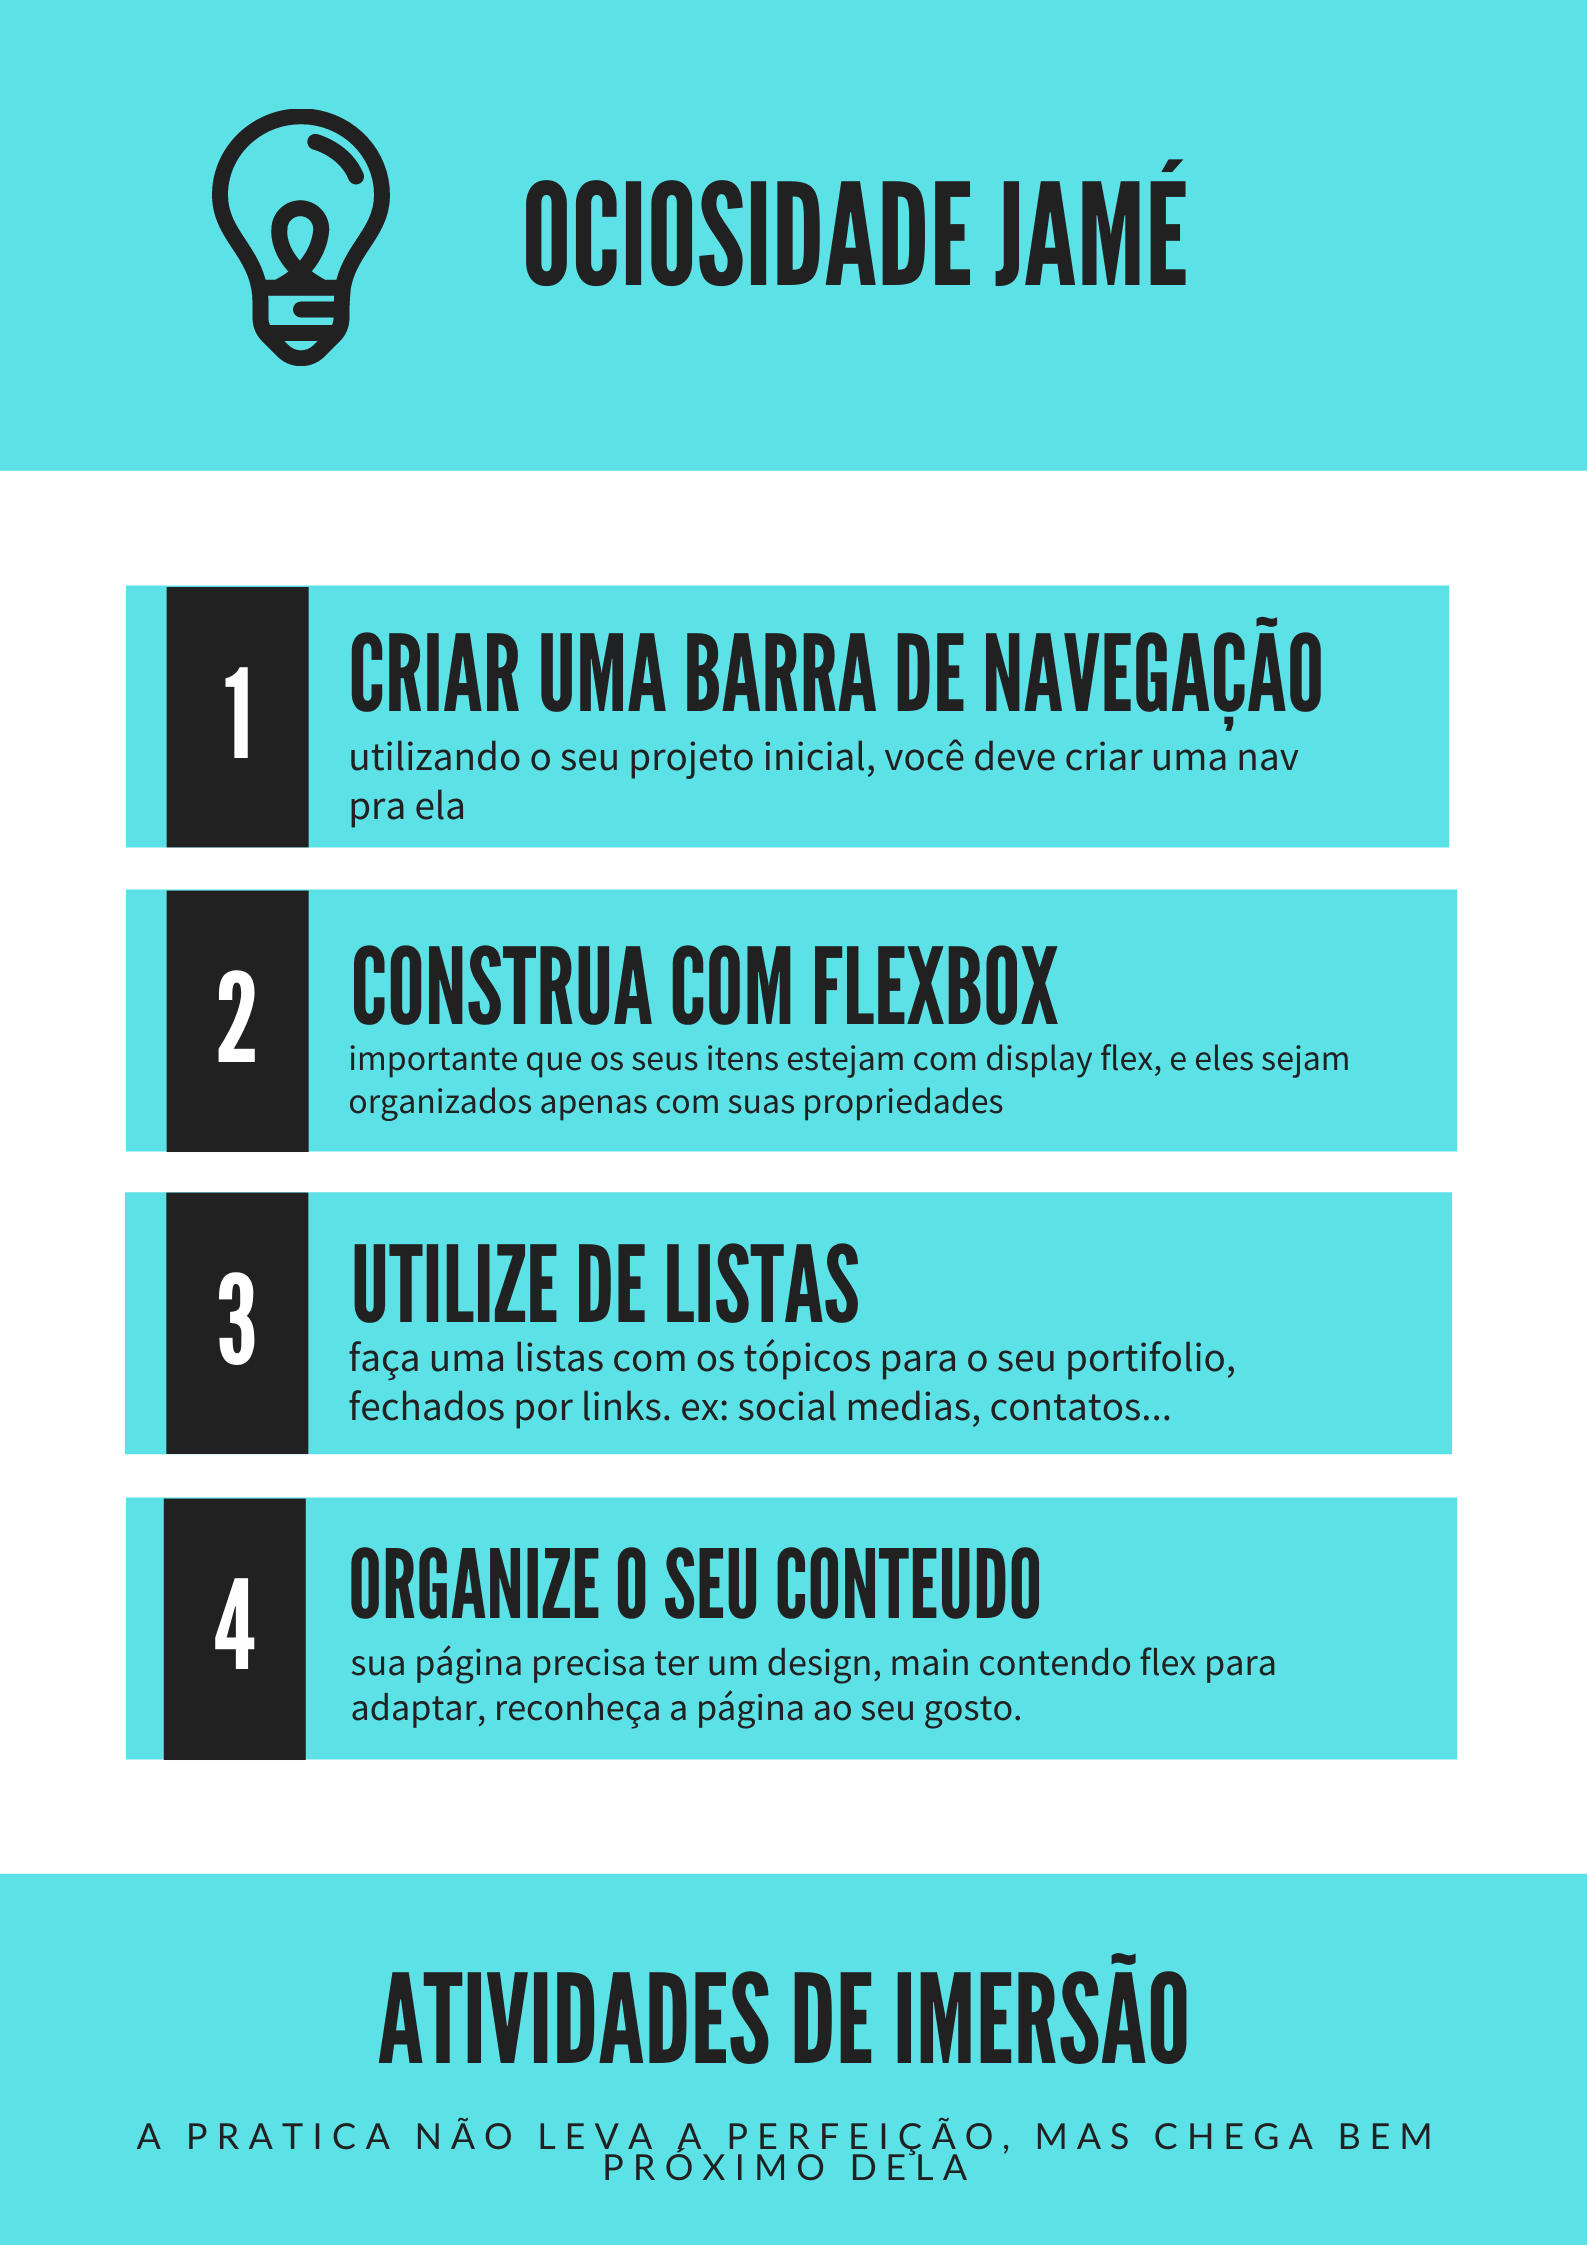 OCIOSIDADE JAMÉ
1
CRIAR UMA BARRA DE NAVEGAÇÃO
utilizando o seu projeto inicial, você deve criar uma nav
pra ela
2
CONSTRUA COM FLEXBOX
importante que os seus itens estejam com display flex, e eles sejam
organizados apenas com suas propriedades
3
UTILIZE DE LISTAS
faça uma listas com os tópicos para o seu portifolio,
fechados por links. ex: social medias, contatos...
4
ORGANIZE O SEU CONTEUDO
sua página precisa ter um design, main contendo flex para
adaptar, reconheça a página ao seu gosto.
ATIVIDADES DE IMERSÃO
A PRATICA NÃO LEVA A PERFEIÇÃO, MAS CHEGA BEM
PRÓXIMO DELA